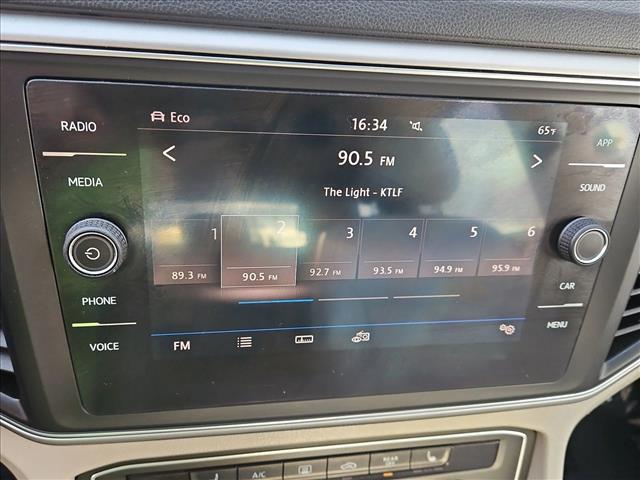 RADIO
MEDIA
PHONE
VOICE
Eco 16:34 65°F
90.5 FM
The Light - KTLF
1 2 3 4 5 6
89.3 FM 90.5 FM 92.7 FM 93.5 FM 94.9 FM 95.9 FM
FM
APP
SOUND
CAR
MENU
A/C REAR